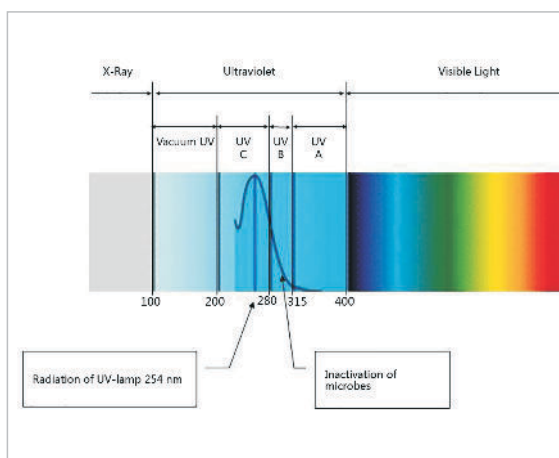 X-Ray Ultraviolet Visible Light
Vacuum UV UV C UV B UV A
100 200 280 315 400
Radiation of UV-lamp 254 nm
Inactivation of
microbes